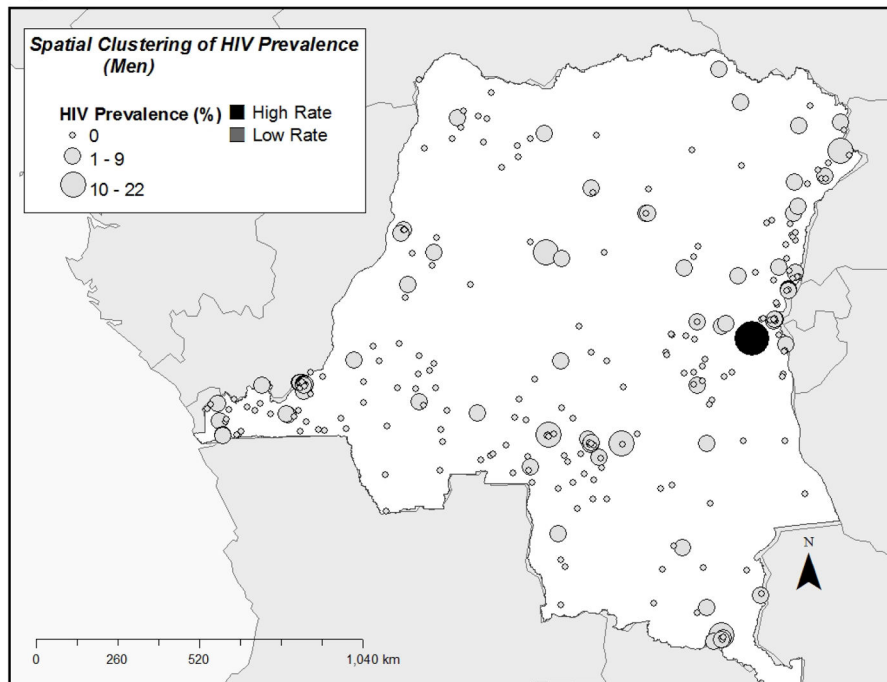 Spatial Clustering of HIV Prevalence
(Men)
HIV Prevalence (%)
0
1 - 9
10 - 22
High Rate
Low Rate
N
0 260 520 1,040 km